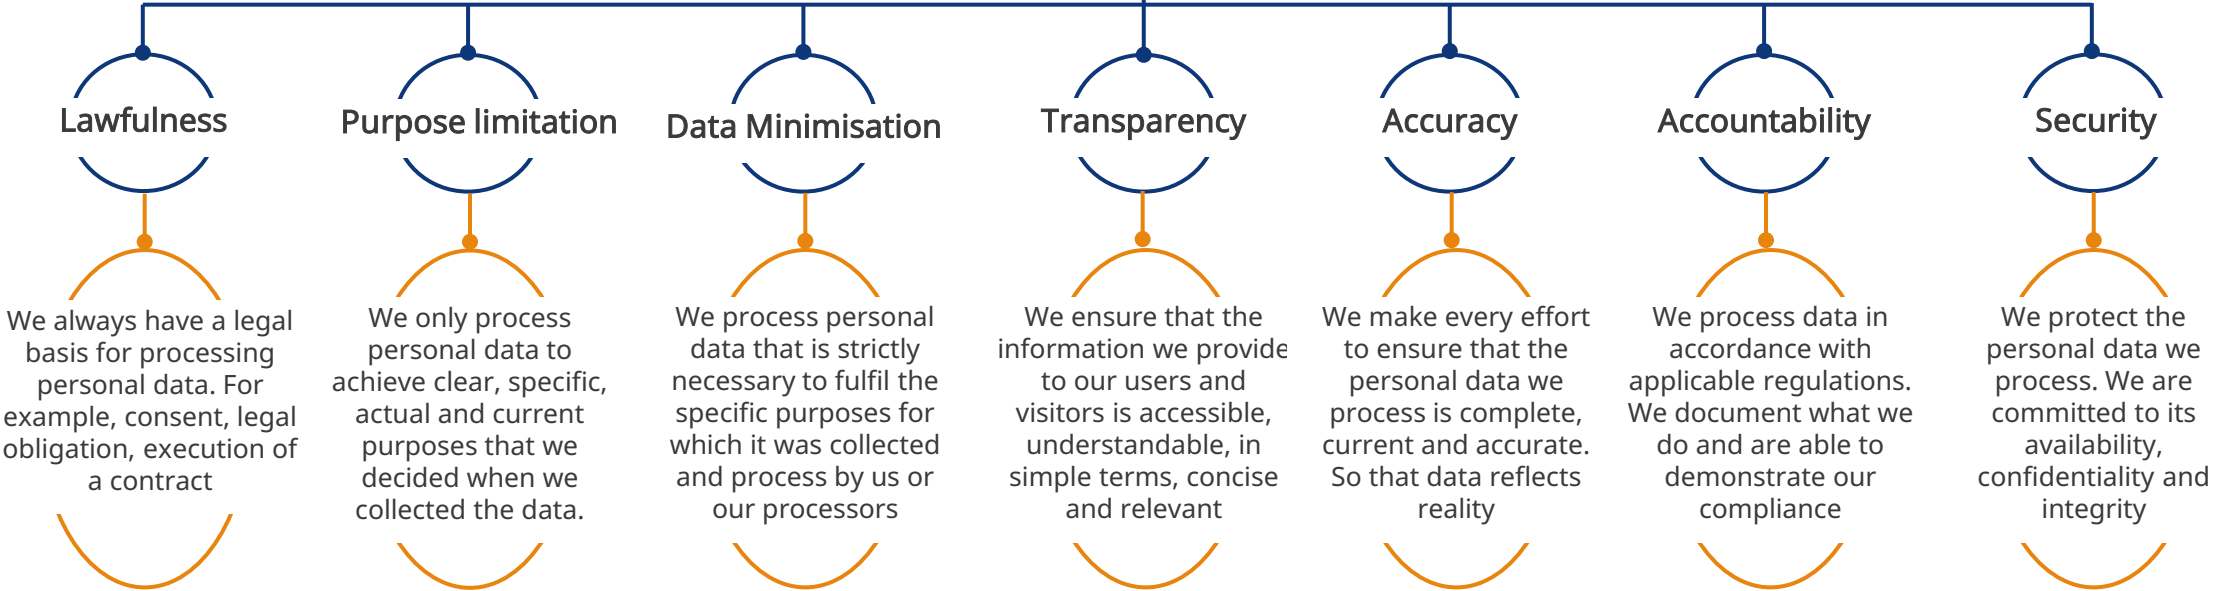 Lawfulness
Purpose limitation
Data Minimisation
Transparency
Accuracy
Accountability
Security
We always have a legal
basis for processing
personal data. For
example, consent, legal
obligation, execution of
a contract
We only process
personal data to
achieve clear, specific,
actual and current
purposes that we
decided when we
collected the data.
We process personal
data that is strictly
necessary to fulfil the
specific purposes for
which it was collected
and process by us or
our processors
We ensure that the
information we provide
to our users and
visitors is accessible,
understandable, in
simple terms, concise
and relevant
We make every effort
to ensure that the
personal data we
process is complete,
current and accurate.
So that data reflects
reality
We process data in
accordance with
applicable regulations.
We document what we
do and are able to
demonstrate our
compliance
We protect the
personal data we
process. We are
committed to its
availability,
confidentiality and
integrity